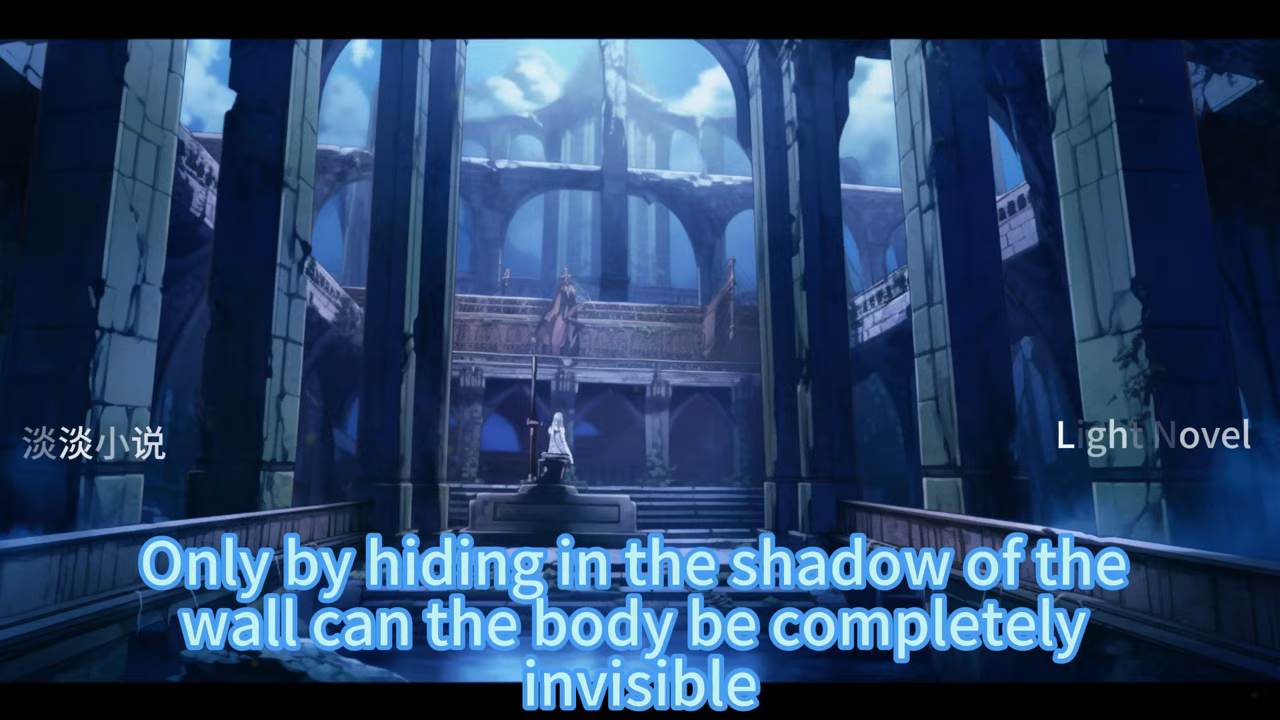 淡淡小说
Light Novel
Only by hiding in the shadow of the
wall can the body be completely
invisible